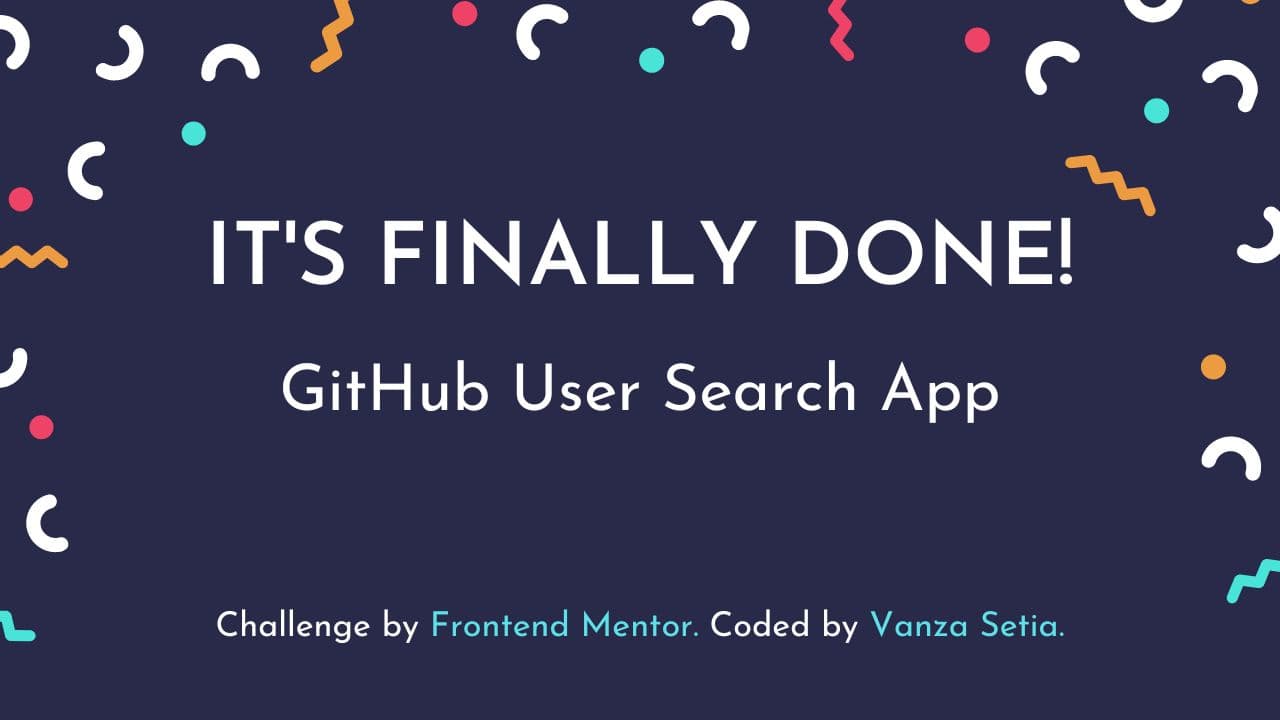 IT'S FINALLY DONE!
GitHub User Search App
Challenge by Frontend Mentor. Coded by Vanza Setia.